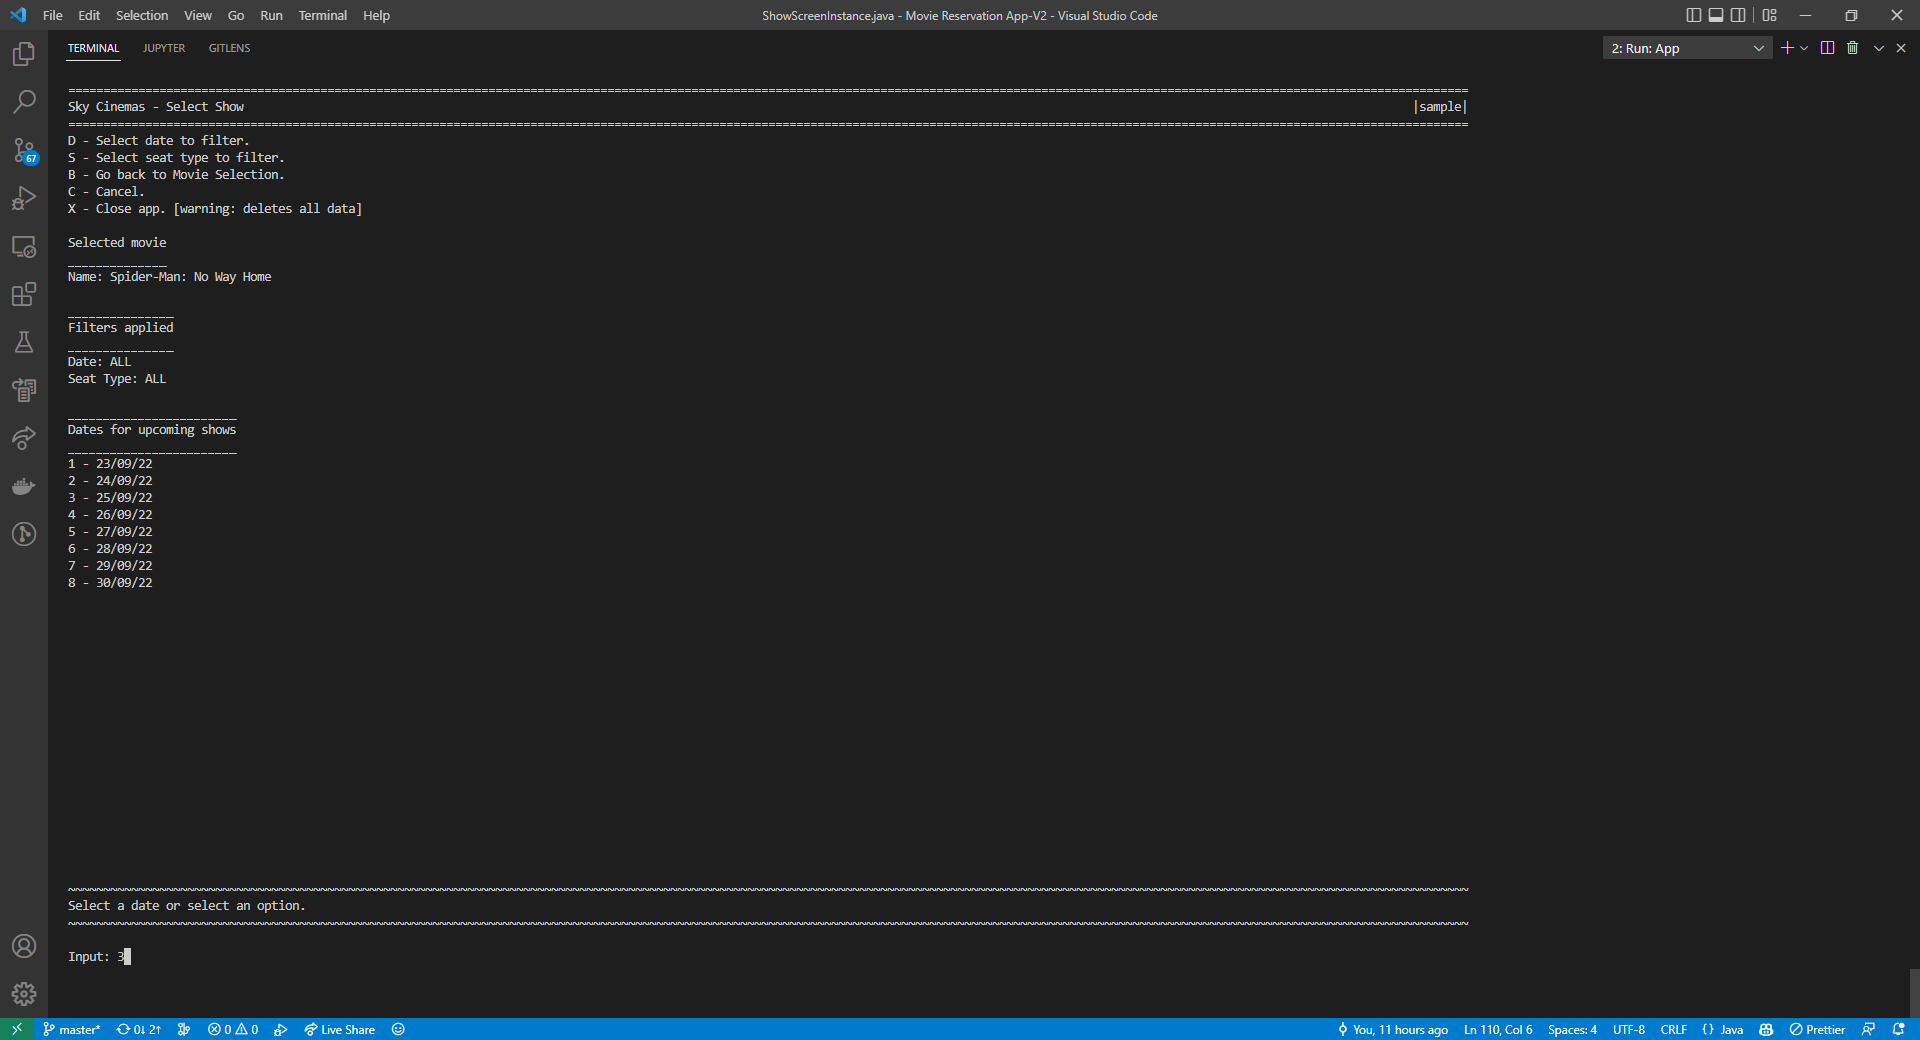 File Edit Selection View Go Run Terminal Help ShowScreenInstance.java - Movie Reservation App-V2 - Visual Studio Code
TERMINAL JUPYTER GITLENS 2: Run: App
Sky Cinemas - Select Show |sample|
D - Select date to filter.
S - Select seat type to filter.
B - Go back to Movie Selection.
C - Cancel.
X - Close app. [warning: deletes all data]
Selected movie
Name: Spider-Man: No Way Home
Filters applied
Date: ALL
Seat Type: ALL
Dates for upcoming shows
1 - 23/09/22
2 - 24/09/22
3 - 25/09/22
4 - 26/09/22
5 - 27/09/22
6 - 28/09/22
7 - 29/09/22
8 - 30/09/22
Select a date or select an option.
Input: 3
67
master* 0↓ 2↑ 0 0 Live Share You, 11 hours ago Ln 110, Col 6 Spaces: 4 UTF-8 CRLF {} Java Prettier